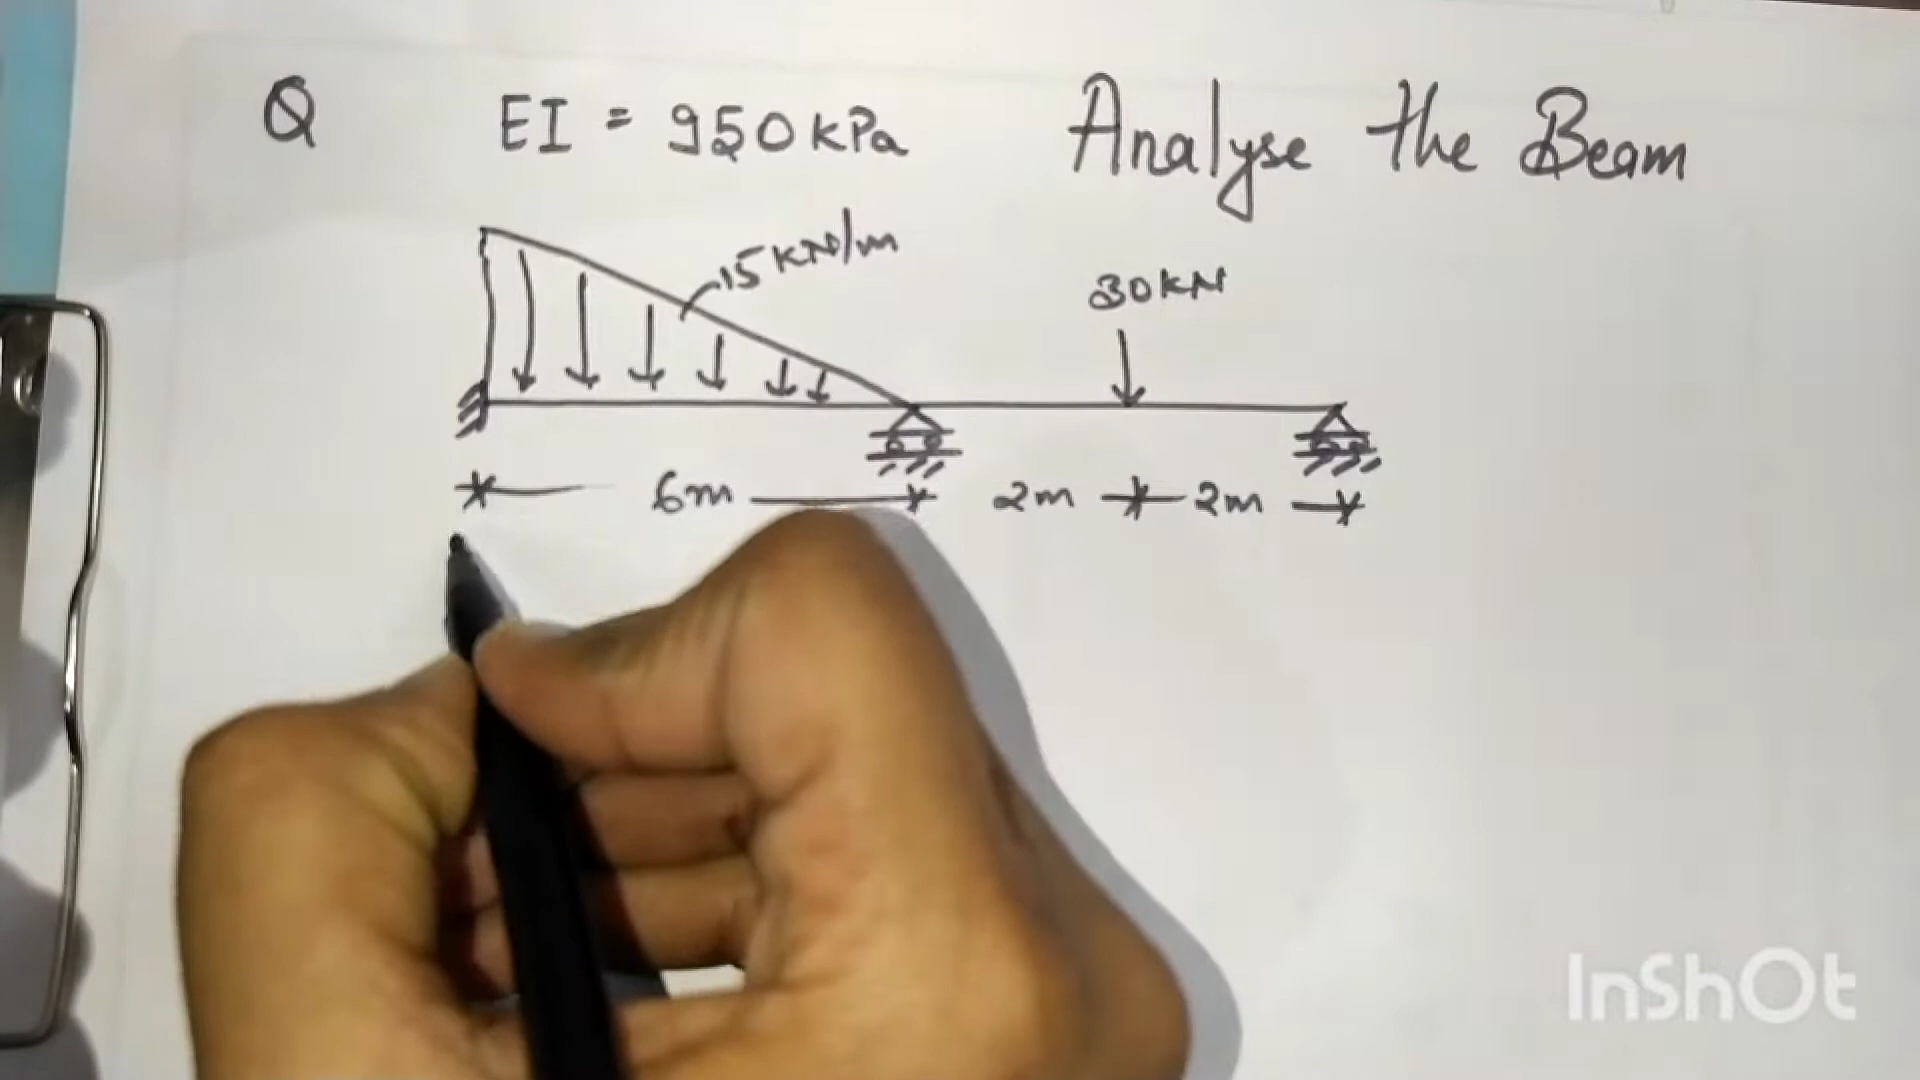 Q EI = 950 kPa Analyse the Beam
15 kN/m
30 kN
6m 2m 2m
InShOt